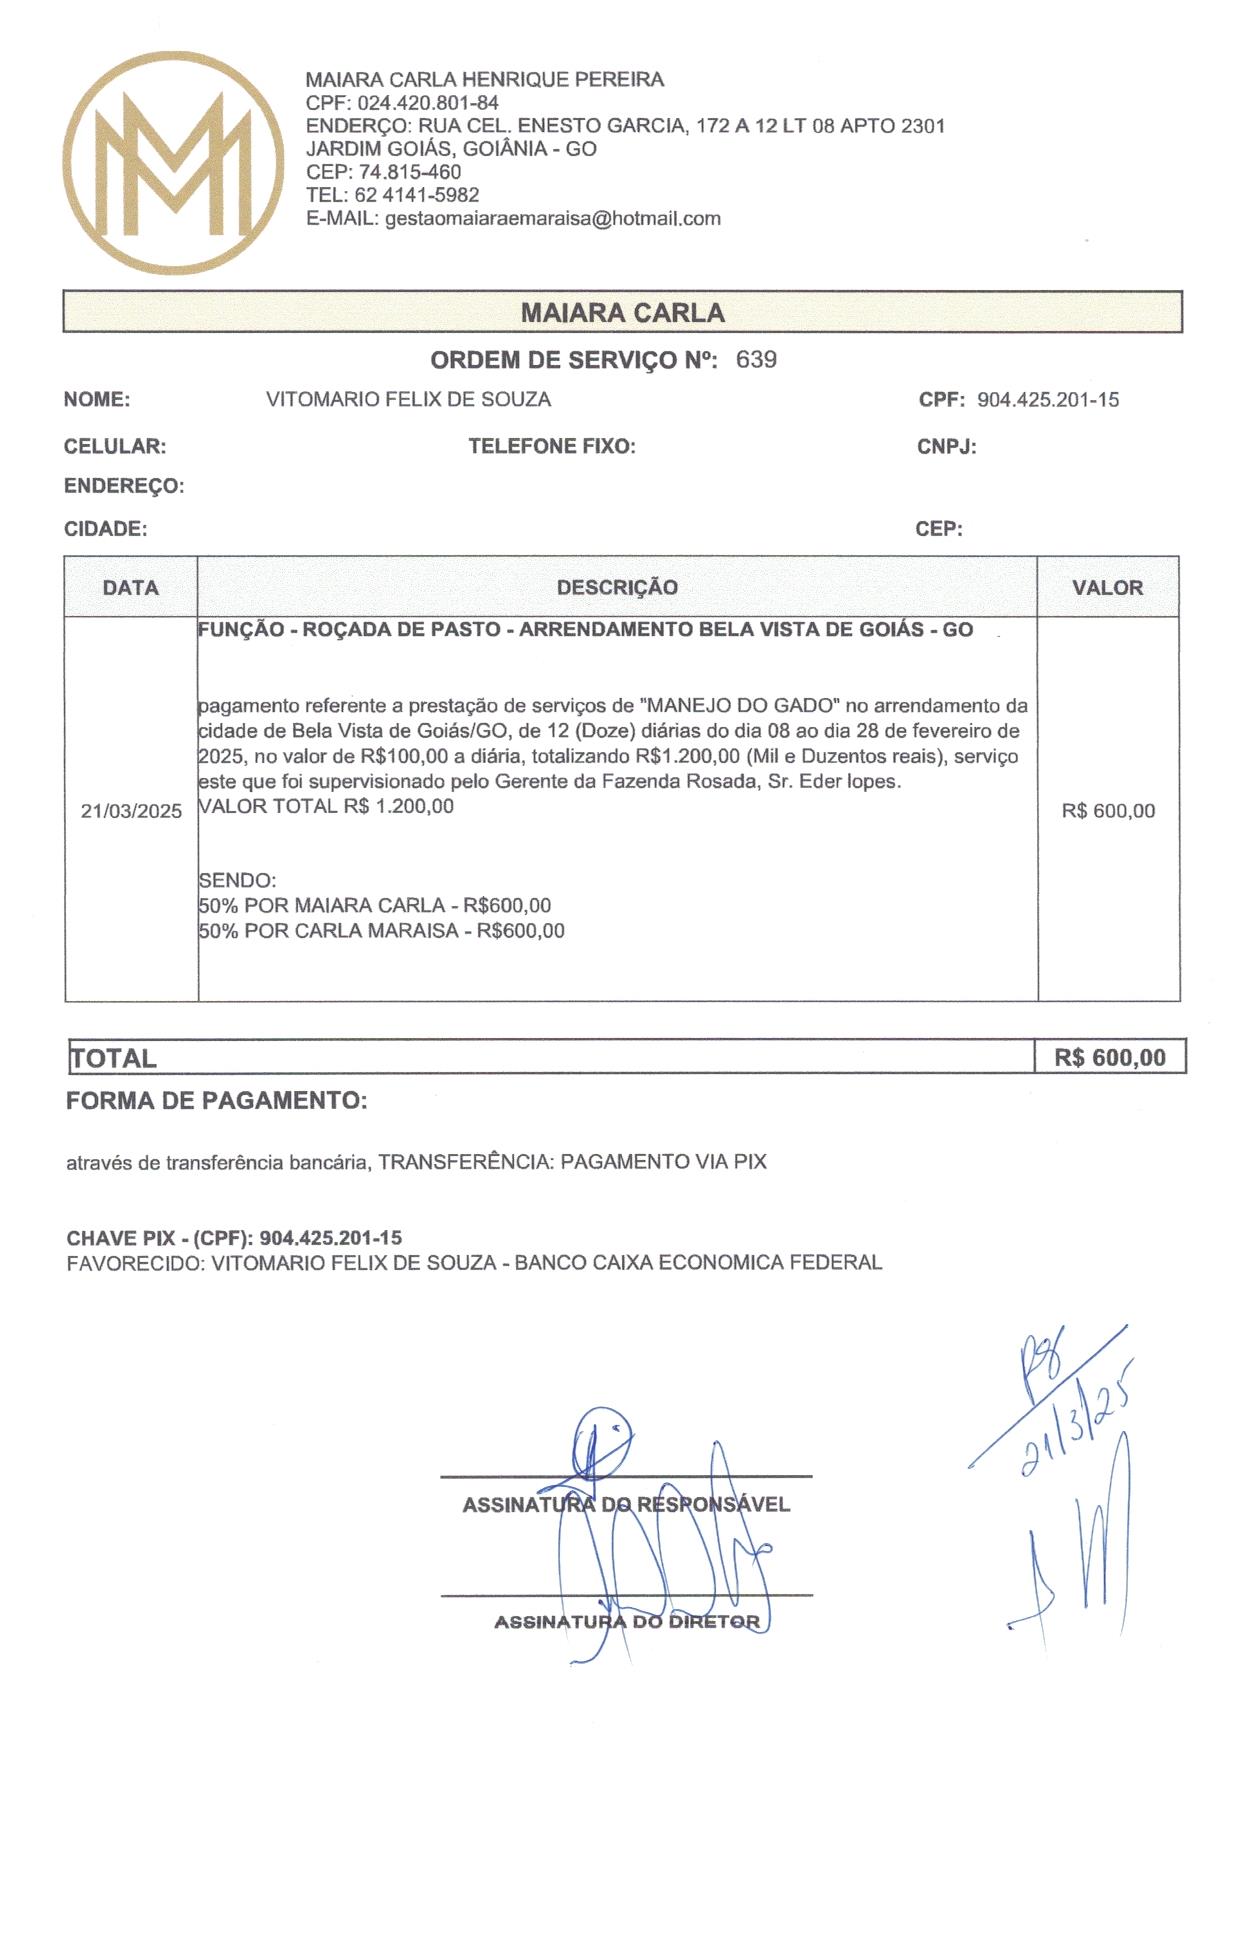 MAIARA CARLA HENRIQUE PEREIRA
CPF: 024.420.801-84
ENDERÇO: RUA CEL. ENESTO GARCIA, 172 A 12 LT 08 APTO 2301
JARDIM GOIÁS, GOIÂNIA - GO
CEP: 74.815-460
TEL: 62 4141-5982
E-MAIL: gestaomaiaraemaraisa@hotmail.com
MAIARA CARLA
ORDEM DE SERVIÇO Nº: 639
NOME: VITOMARIO FELIX DE SOUZA CPF: 904.425.201-15
CELULAR: TELEFONE FIXO: CNPJ:
ENDEREÇO:
CIDADE: CEP:
DATA DESCRIÇÃO VALOR
FUNÇÃO - ROÇADA DE PASTO - ARRENDAMENTO BELA VISTA DE GOIÁS - GO
pagamento referente a prestação de serviços de "MANEJO DO GADO" no arrendamento da
cidade de Bela Vista de Goiás/GO, de 12 (Doze) diárias do dia 08 ao dia 28 de fevereiro de
2025, no valor de R$100,00 a diária, totalizando R$1.200,00 (Mil e Duzentos reais), serviço
este que foi supervisionado pelo Gerente da Fazenda Rosada, Sr. Eder lopes.
VALOR TOTAL R$ 1.200,00
21/03/2025 R$ 600,00
SENDO:
50% POR MAIARA CARLA - R$600,00
50% POR CARLA MARAISA - R$600,00
TOTAL R$ 600,00
FORMA DE PAGAMENTO:
através de transferência bancária, TRANSFERÊNCIA: PAGAMENTO VIA PIX
CHAVE PIX - (CPF): 904.425.201-15
FAVORECIDO: VITOMARIO FELIX DE SOUZA - BANCO CAIXA ECONOMICA FEDERAL
21/3/25
ASSINATURA DO RESPONSÁVEL
ASSINATURA DO DIRETOR